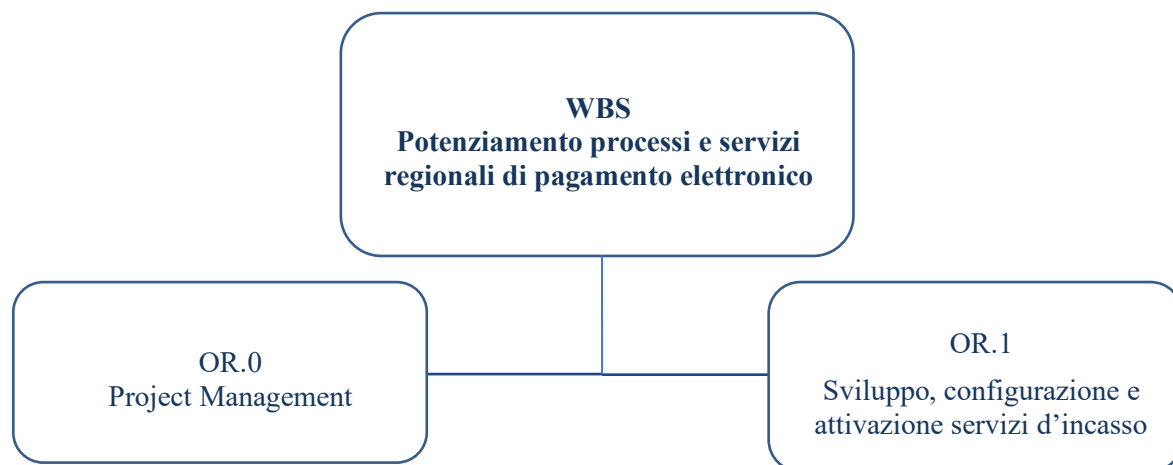 WBS
Potenziamento processi e servizi
regionali di pagamento elettronico
OR.0
Project Management
OR.1
Sviluppo, configurazione e
attivazione servizi d’incasso